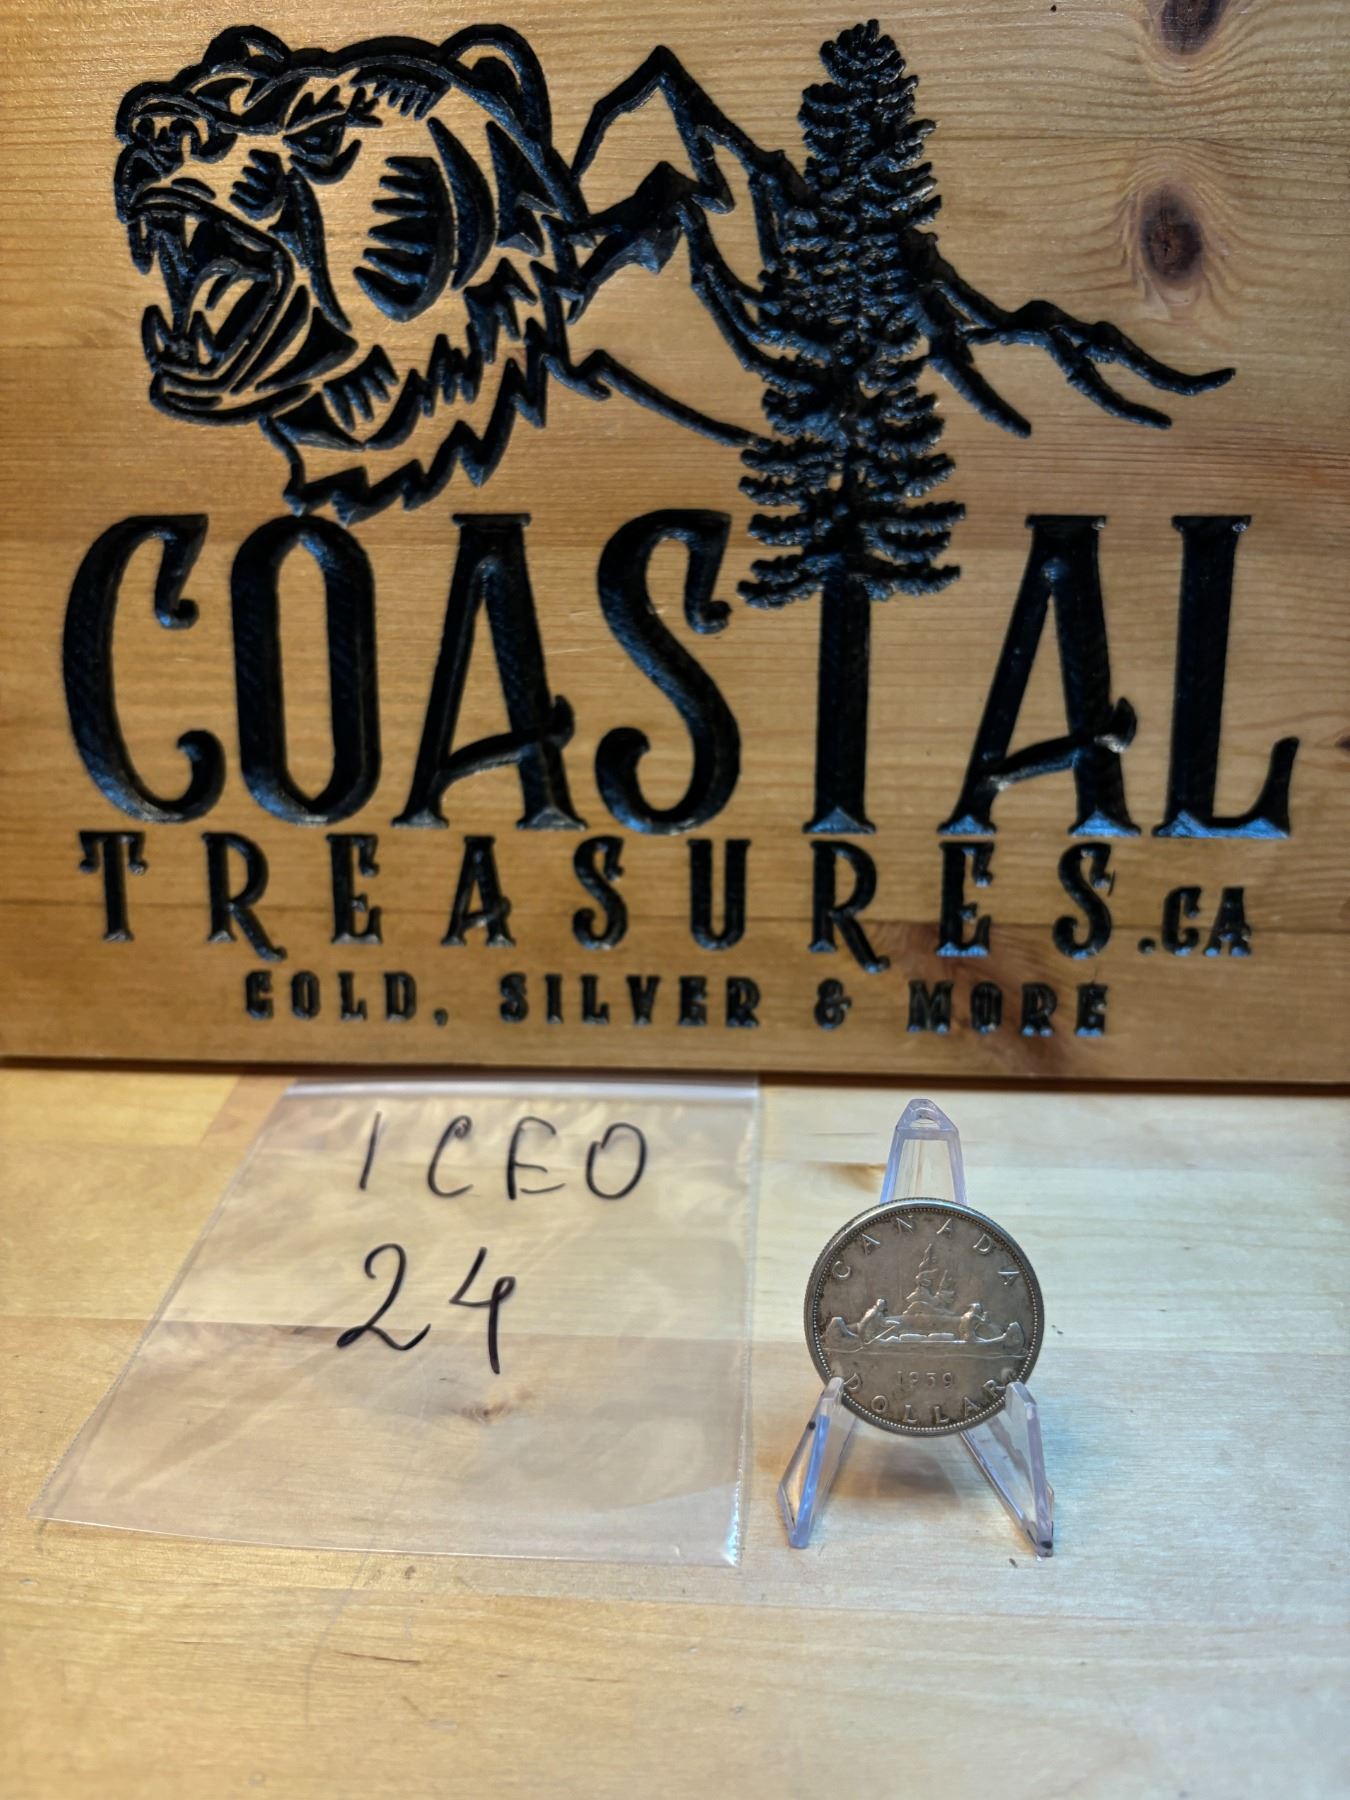 COASTAL
TREASURES.CA
GOLD, SILVER & MORE
ICEO
24
CANADA
1959
DOLLAR